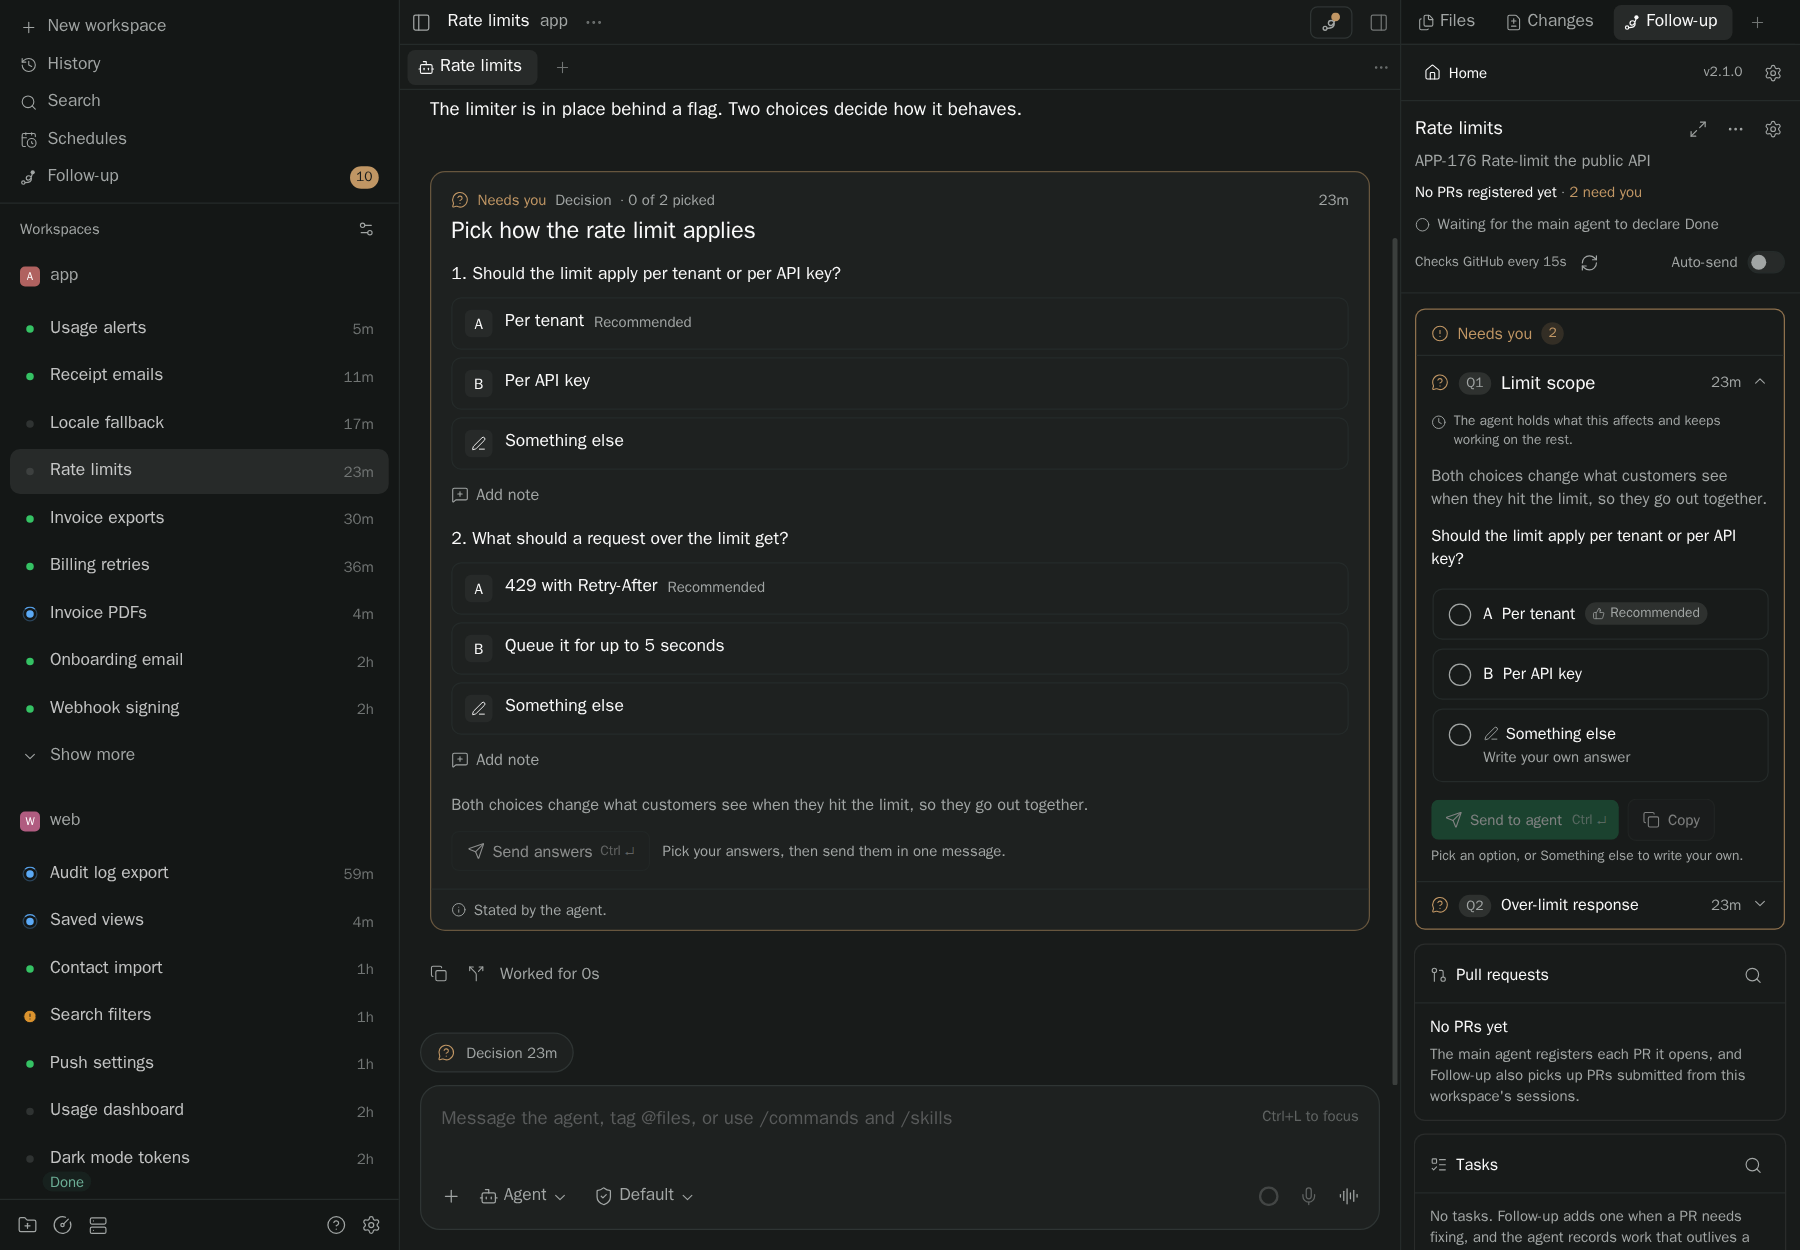 New workspace
History
Search
Schedules
Follow-up
10
Workspaces
A app
Usage alerts 5m
Receipt emails 11m
Locale fallback 17m
Rate limits 23m
Invoice exports 30m
Billing retries 36m
Invoice PDFs 4m
Onboarding email 2h
Webhook signing 2h
Show more
W web
Audit log export 59m
Saved views 4m
Contact import 1h
Search filters 1h
Push settings 1h
Usage dashboard 2h
Dark mode tokens 2h
Done
Rate limits app
Rate limits
The limiter is in place behind a flag. Two choices decide how it behaves.
Needs you Decision · 0 of 2 picked 23m
Pick how the rate limit applies
1. Should the limit apply per tenant or per API key?
A Per tenant Recommended
B Per API key
Something else
Add note
2. What should a request over the limit get?
A 429 with Retry-After Recommended
B Queue it for up to 5 seconds
Something else
Add note
Both choices change what customers see when they hit the limit, so they go out together.
Send answers Ctrl ↵ Pick your answers, then send them in one message.
Stated by the agent.
Worked for 0s
Decision 23m
Message the agent, tag @files, or use /commands and /skills
Ctrl+L to focus
Agent
Default
Files
Changes
Follow-up
Home v2.1.0
Rate limits
APP-176 Rate-limit the public API
No PRs registered yet · 2 need you
Waiting for the main agent to declare Done
Checks GitHub every 15s
Auto-send
Needs you 2
Q1 Limit scope 23m
The agent holds what this affects and keeps
working on the rest.
Both choices change what customers see
when they hit the limit, so they go out together.
Should the limit apply per tenant or per API
key?
A Per tenant Recommended
B Per API key
Something else
Write your own answer
Send to agent Ctrl ↵
Copy
Pick an option, or Something else to write your own.
Q2 Over-limit response 23m
Pull requests
No PRs yet
The main agent registers each PR it opens, and
Follow-up also picks up PRs submitted from this
workspace's sessions.
Tasks
No tasks. Follow-up adds one when a PR needs
fixing, and the agent records work that outlives a